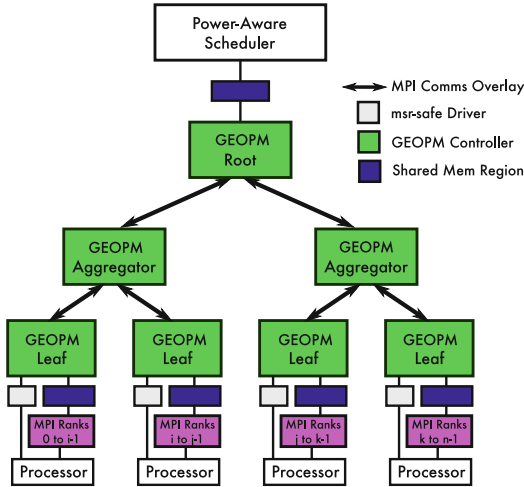 Power-Aware
Scheduler
MPI Comms Overlay
msr-safe Driver
GEOPM Controller
Shared Mem Region
GEOPM
Root
GEOPM
Aggregator
GEOPM
Aggregator
GEOPM
Leaf
GEOPM
Leaf
GEOPM
Leaf
GEOPM
Leaf
MPI Ranks
0 to i-1
MPI Ranks
i to j-1
MPI Ranks
j to k-1
MPI Ranks
k to n-1
Processor
Processor
Processor
Processor